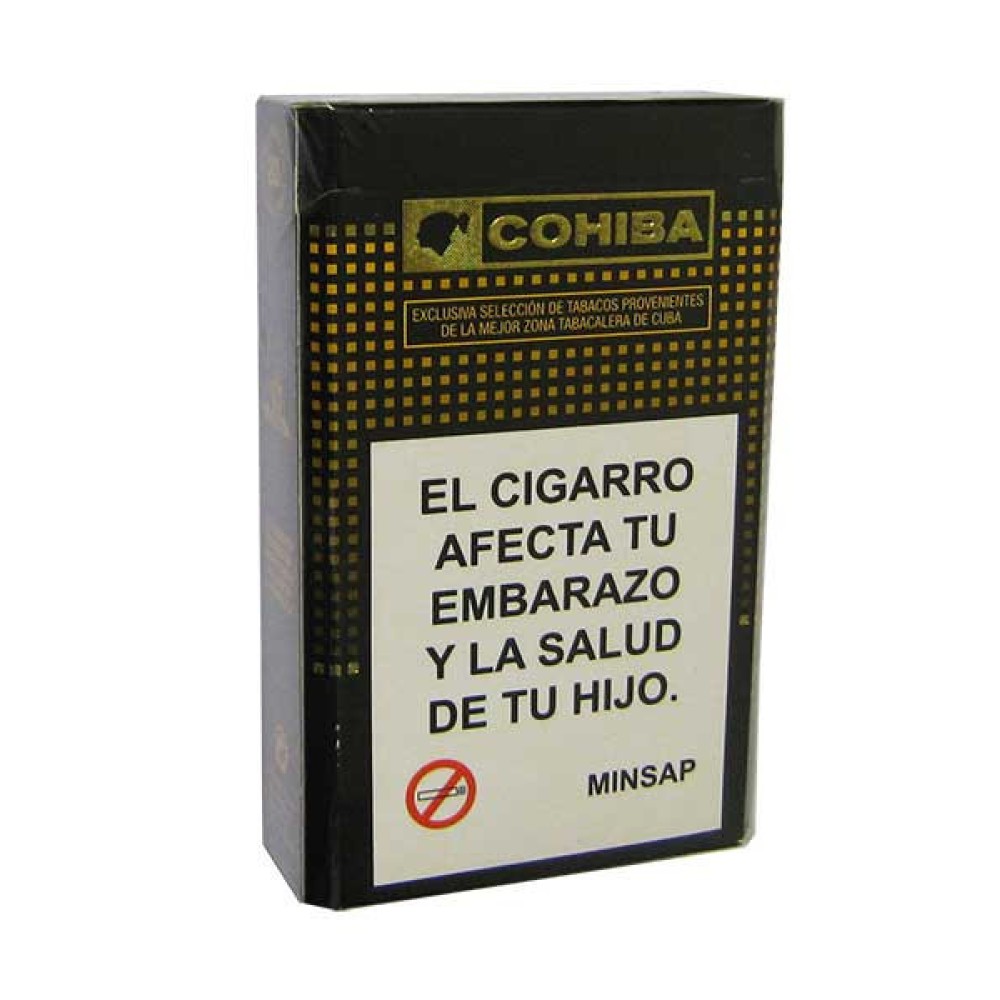 COHIBA
EXCLUSIVA SELECCIÓN DE TABACOS PROVENIENTES
DE LA MEJOR ZONA TABACALERA DE CUBA
EL CIGARRO
AFECTA TU
EMBARAZO
Y LA SALUD
DE TU HIJO.
MINSAP